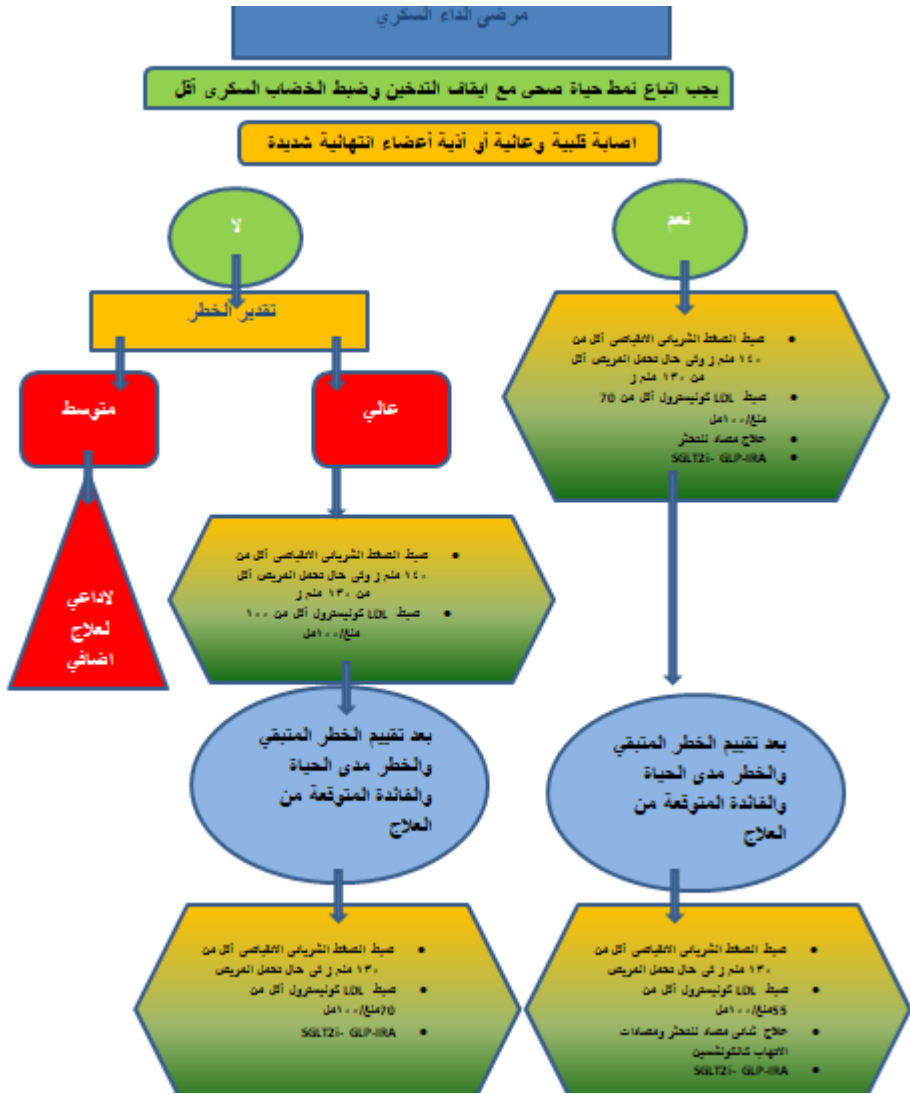 مرضى الداء السكري
يجب اتباع نمط حياة صحي مع ايقاف التدخين وضبط الخضاب السكري أقل
اصابة قلبية وعائية أو أذية أعضاء انتهائية شديدة
نعم
لا
تقدير الخطر
متوسط
عالي
لاداعي
لعلاج
اضافي
ضبط الضغط الشرياني الانقباضي أقل من
١٤٠ ملم ز وفي حال تحمل المريض أقل
من ١٣٠ ملم ز
ضبط LDL كوليسترول أقل من ١٠٠
ملغ/١٠٠مل
بعد تقييم الخطر المتبقي
والخطر مدى الحياة
والفائدة المتوقعة من
العلاج
ضبط الضغط الشرياني الانقباضي أقل من
١٣٠ ملم ز في حال تحمل المريض
ضبط LDL كوليسترول أقل من
70ملغ/١٠٠مل
SGLT2i- GLP-IRA
ضبط الضغط الشرياني الانقباضي أقل من
١٤٠ ملم ز وفي حال تحمل المريض أقل
من ١٣٠ ملم ز
ضبط LDL كوليسترول أقل من 70
ملغ/١٠٠مل
علاج مضاد للتخثر
SGLT2i- GLP-IRA
بعد تقييم الخطر المتبقي
والخطر مدى الحياة
والفائدة المتوقعة من
العلاج
ضبط الضغط الشرياني الانقباضي أقل من
١٣٠ ملم ز في حال تحمل المريض
ضبط LDL كوليسترول أقل من
55ملغ/١٠٠مل
علاج ثنائي مضاد للتخثر ومضادات
الالتهاب كالكولشسين
SGLT2i- GLP-IRA